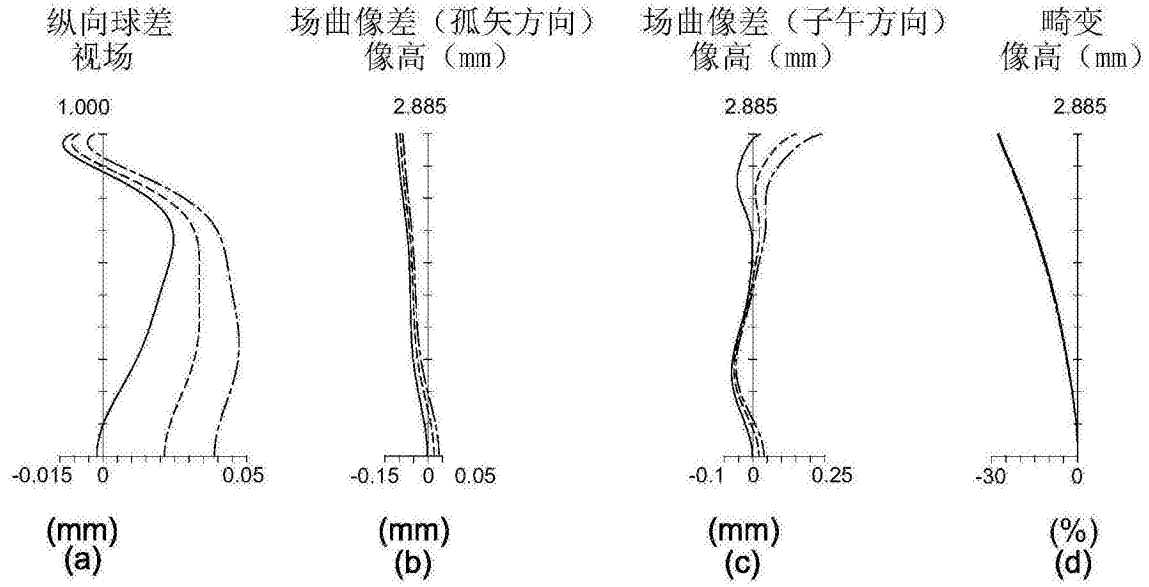 纵向球差
视场
1.000
-0.015 0 0.05
(mm)
(a)
场曲像差（孤矢方向）
像高（mm）
2.885
-0.15 0 0.05
(mm)
(b)
场曲像差（子午方向）
像高（mm）
2.885
-0.1 0 0.25
(mm)
(c)
畸变
像高（mm）
2.885
-30 0
(%)
(d)